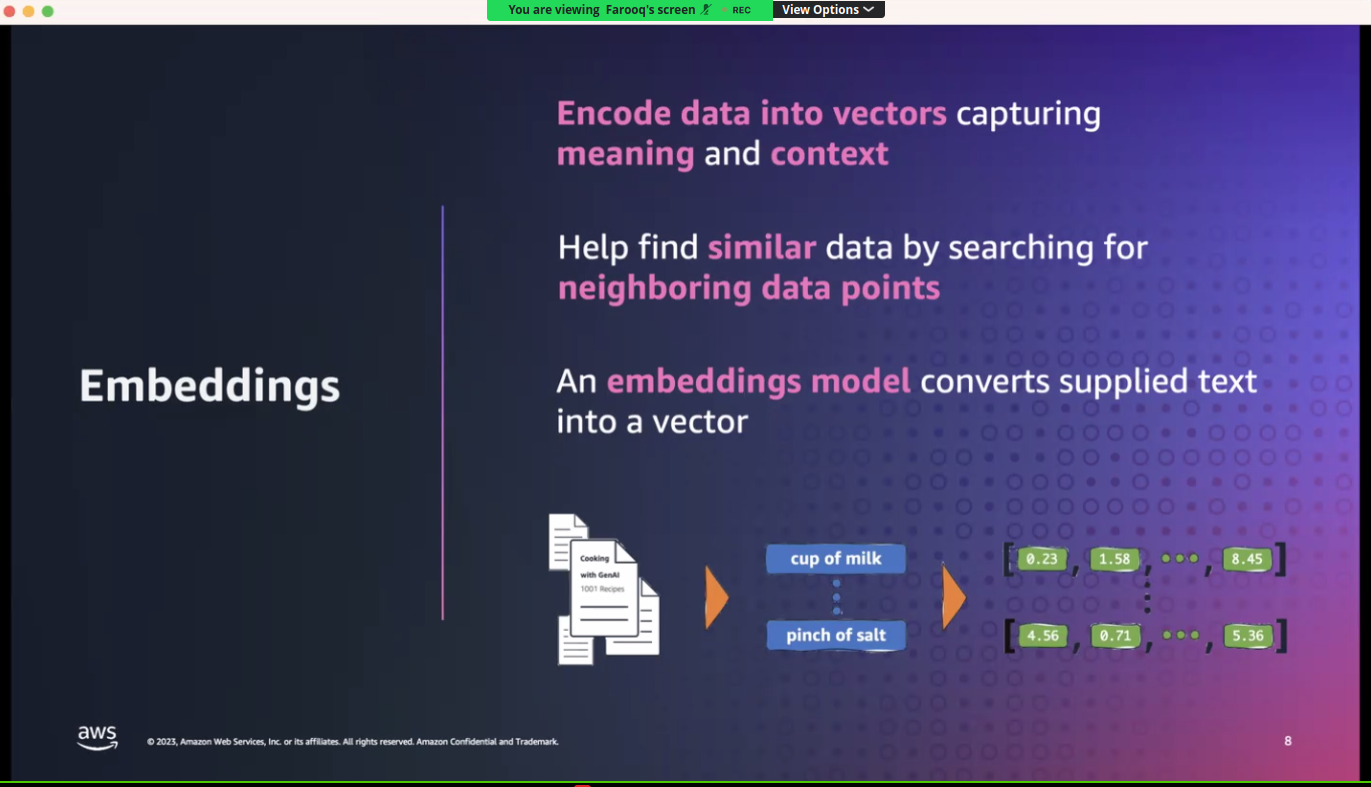 You are viewing Farooq's screen REC View Options
Encode data into vectors capturing
meaning and context
Help find similar data by searching for
neighboring data points
Embeddings
An embeddings model converts supplied text
into a vector
Cooking
with GenAI
1001 Recipes
cup of milk
pinch of salt
[ 0.23 , 1.58 , ••• , 8.45 ]
[ 4.56 , 0.71 , ••• , 5.36 ]
aws
© 2023, Amazon Web Services, Inc. or its affiliates. All rights reserved. Amazon Confidential and Trademark.
8